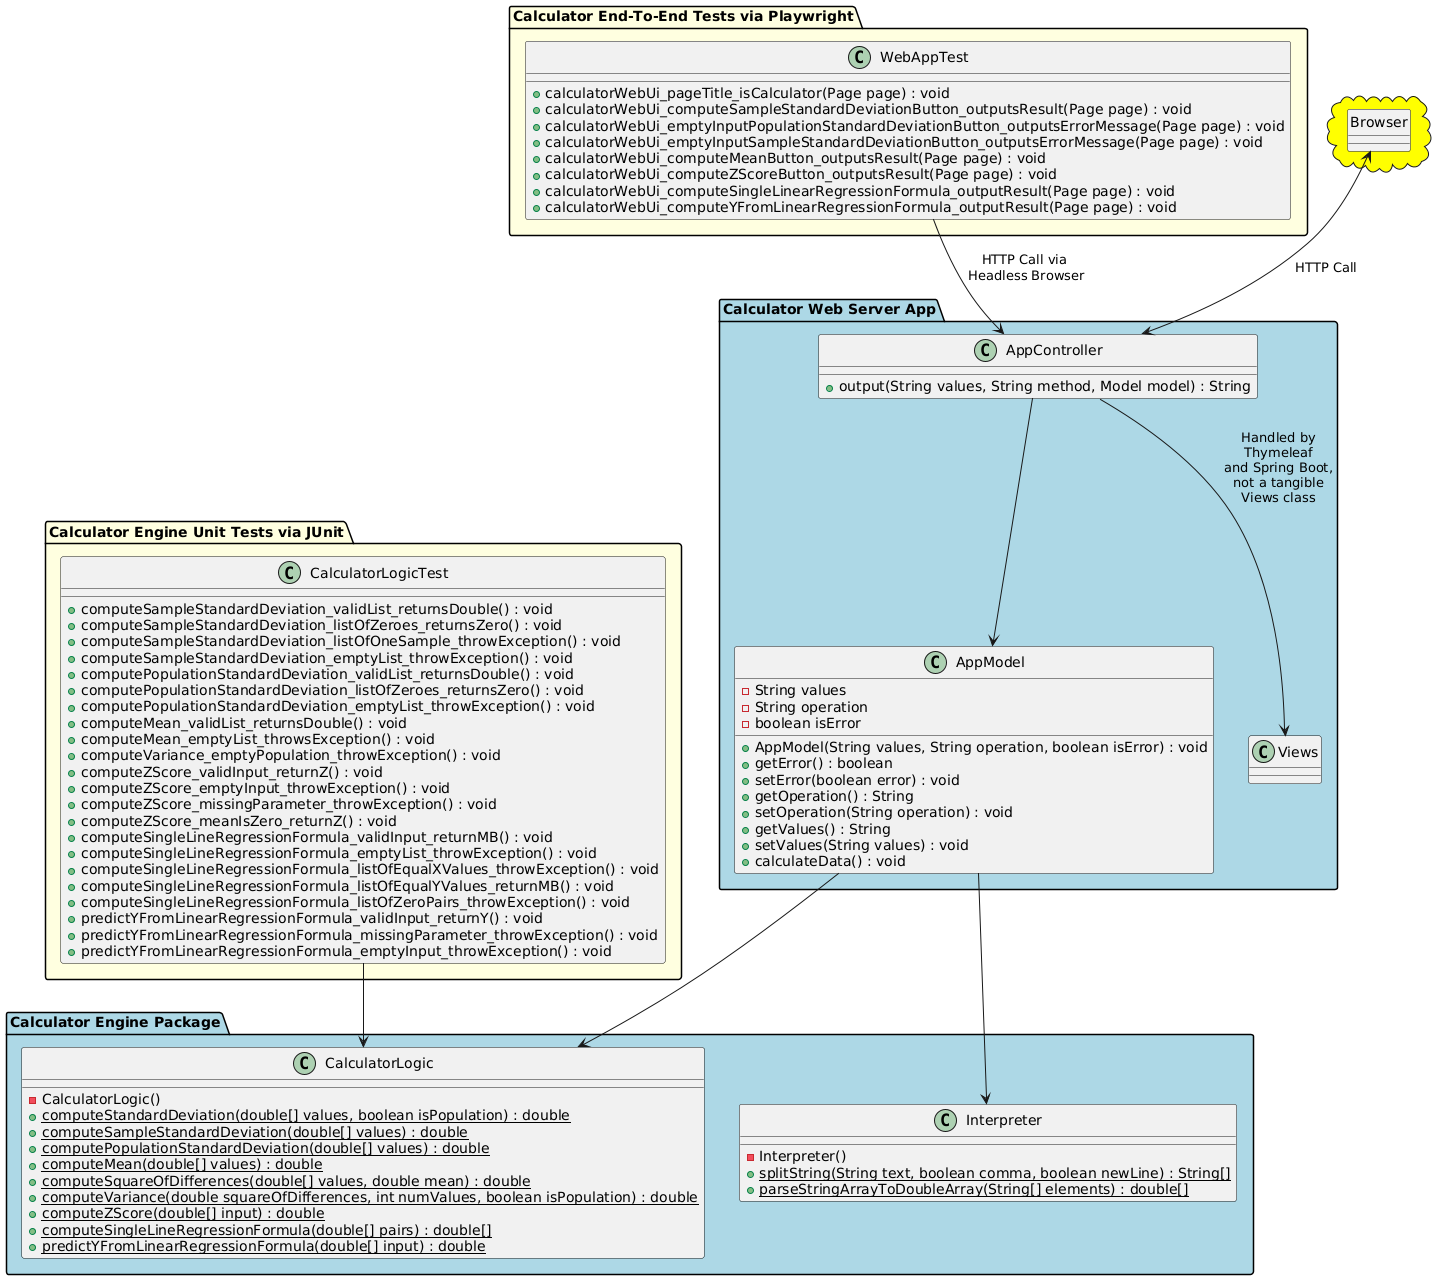 Calculator End-To-End Tests via Playwright
C WebAppTest
calculatorWebUi_pageTitle_isCalculator(Page page) : void
calculatorWebUi_computeSampleStandardDeviationButton_outputsResult(Page page) : void
calculatorWebUi_emptyInputPopulationStandardDeviationButton_outputsErrorMessage(Page page) : void
calculatorWebUi_emptyInputSampleStandardDeviationButton_outputsErrorMessage(Page page) : void
calculatorWebUi_computeMeanButton_outputsResult(Page page) : void
calculatorWebUi_computeZScoreButton_outputsResult(Page page) : void
calculatorWebUi_computeSingleLinearRegressionFormula_outputResult(Page page) : void
calculatorWebUi_computeYFromLinearRegressionFormula_outputResult(Page page) : void
Browser
HTTP Call via
Headless Browser
HTTP Call
Calculator Web Server App
C AppController
output(String values, String method, Model model) : String
Handled by
Thymeleaf
and Spring Boot,
not a tangible
Views class
Calculator Engine Unit Tests via JUnit
C CalculatorLogicTest
computeSampleStandardDeviation_validList_returnsDouble() : void
computeSampleStandardDeviation_listOfZeroes_returnsZero() : void
computeSampleStandardDeviation_listOfOneSample_throwException() : void
computeSampleStandardDeviation_emptyList_throwException() : void
computePopulationStandardDeviation_validList_returnsDouble() : void
computePopulationStandardDeviation_listOfZeroes_returnsZero() : void
computePopulationStandardDeviation_emptyList_throwException() : void
computeMean_validList_returnsDouble() : void
computeMean_emptyList_throwsException() : void
computeVariance_emptyPopulation_throwException() : void
computeZScore_validInput_returnZ() : void
computeZScore_emptyInput_throwException() : void
computeZScore_missingParameter_throwException() : void
computeZScore_meanIsZero_returnZ() : void
computeSingleLineRegressionFormula_validInput_returnMB() : void
computeSingleLineRegressionFormula_emptyList_throwException() : void
computeSingleLineRegressionFormula_listOfEqualXValues_throwException() : void
computeSingleLineRegressionFormula_listOfEqualYValues_returnMB() : void
computeSingleLineRegressionFormula_listOfZeroPairs_throwException() : void
predictYFromLinearRegressionFormula_validInput_returnY() : void
predictYFromLinearRegressionFormula_missingParameter_throwException() : void
predictYFromLinearRegressionFormula_emptyInput_throwException() : void
C AppModel
String values
String operation
boolean isError
AppModel(String values, String operation, boolean isError) : void
getError() : boolean
setError(boolean error) : void
getOperation() : String
setOperation(String operation) : void
getValues() : String
setValues(String values) : void
calculateData() : void
C Views
Calculator Engine Package
C CalculatorLogic
CalculatorLogic()
computeStandardDeviation(double[] values, boolean isPopulation) : double
computeSampleStandardDeviation(double[] values) : double
computePopulationStandardDeviation(double[] values) : double
computeMean(double[] values) : double
computeSquareOfDifferences(double[] values, double mean) : double
computeVariance(double squareOfDifferences, int numValues, boolean isPopulation) : double
computeZScore(double[] input) : double
computeSingleLineRegressionFormula(double[] pairs) : double[]
predictYFromLinearRegressionFormula(double[] input) : double
C Interpreter
Interpreter()
splitString(String text, boolean comma, boolean newLine) : String[]
parseStringArrayToDoubleArray(String[] elements) : double[]